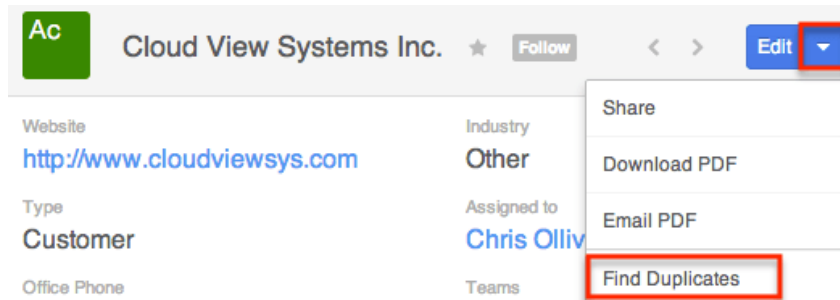 Ac
Cloud View Systems Inc. Follow Edit
Share
Website Industry
http://www.cloudviewsys.com Other
Download PDF
Type Assigned to
Customer Chris Olliv
Email PDF
Office Phone Teams
Find Duplicates